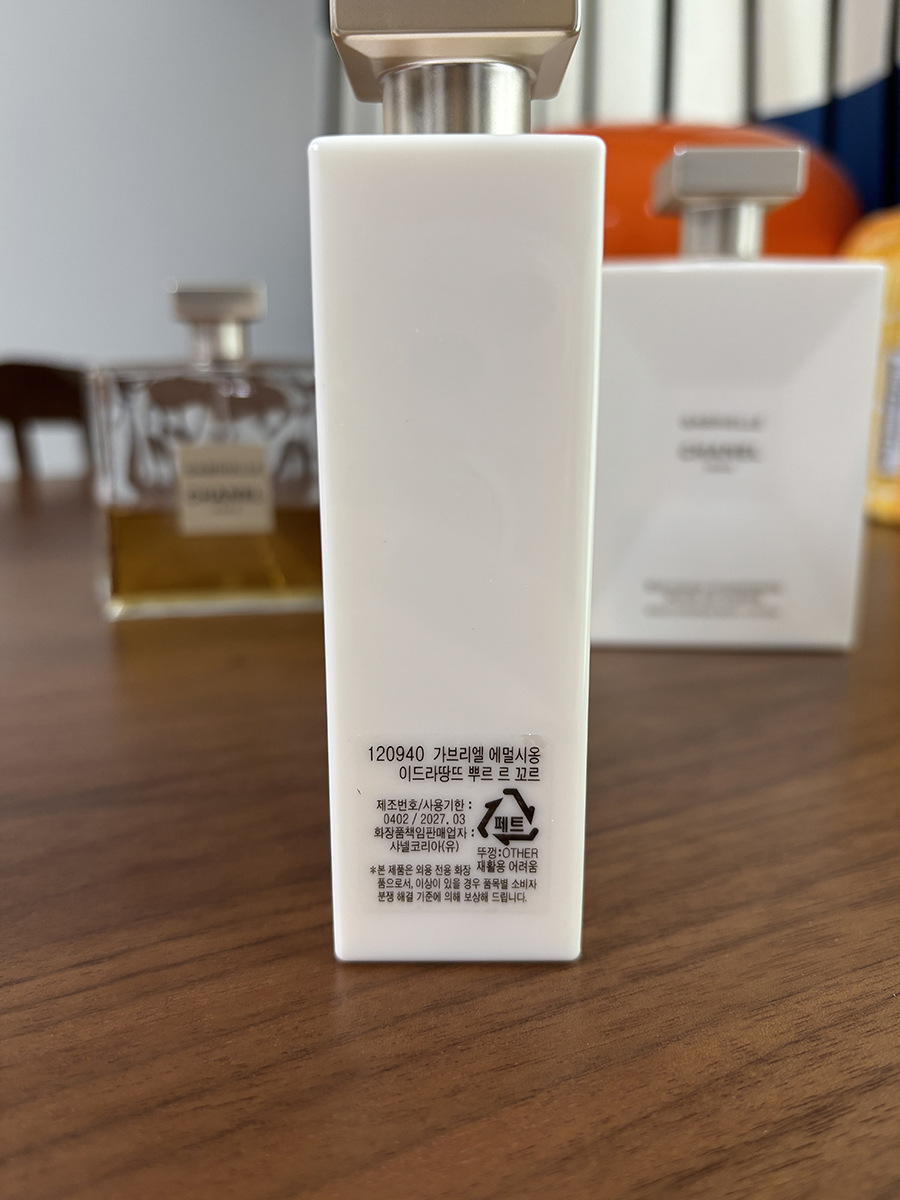 120940 가브리엘 에멀시옹
이드라땅뜨 뿌르 르 꼬르
제조번호/사용기한 :
0402 / 2027. 03
화장품책임판매업자 :
샤넬코리아(유)
페트
뚜껑:OTHER
재활용 어려움
*본 제품은 외용 전용 화장
품으로서, 이상이 있을 경우 품목별 소비자
분쟁 해결 기준에 의해 보상해 드립니다.
GABRIELLE
CHANEL
GABRIELLE
CHANEL
PARIS